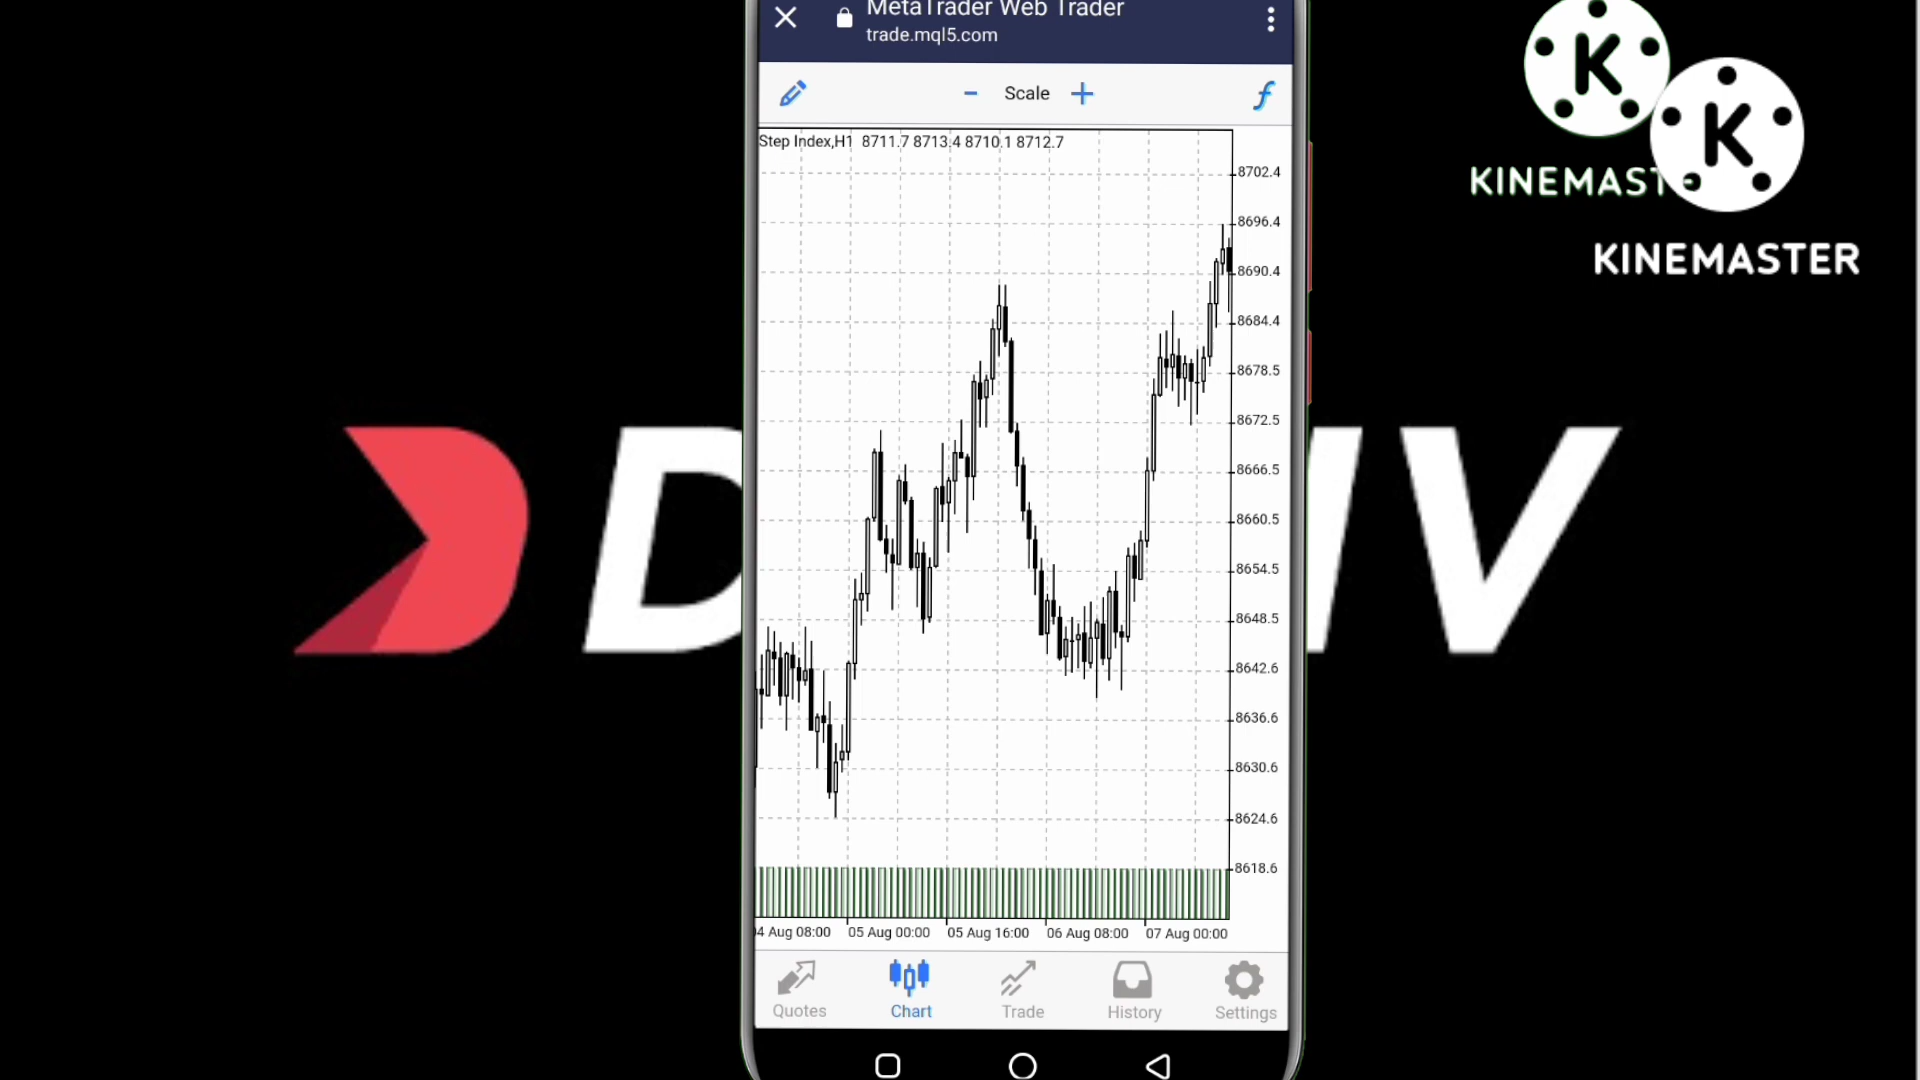 MetaTrader Web Trader
trade.mql5.com
Scale
Step Index,H1 8711.7 8713.4 8710.1 8712.7
8702.4
8696.4
8690.4
8684.4
8678.5
8672.5
8666.5
8660.5
8654.5
8648.5
8642.6
8636.6
8630.6
8624.6
8618.6
4 Aug 08:00 05 Aug 00:00 05 Aug 16:00 06 Aug 08:00 07 Aug 00:00
Quotes Chart Trade History Settings
K
KINEMASTE
K
KINEMASTER
D IV